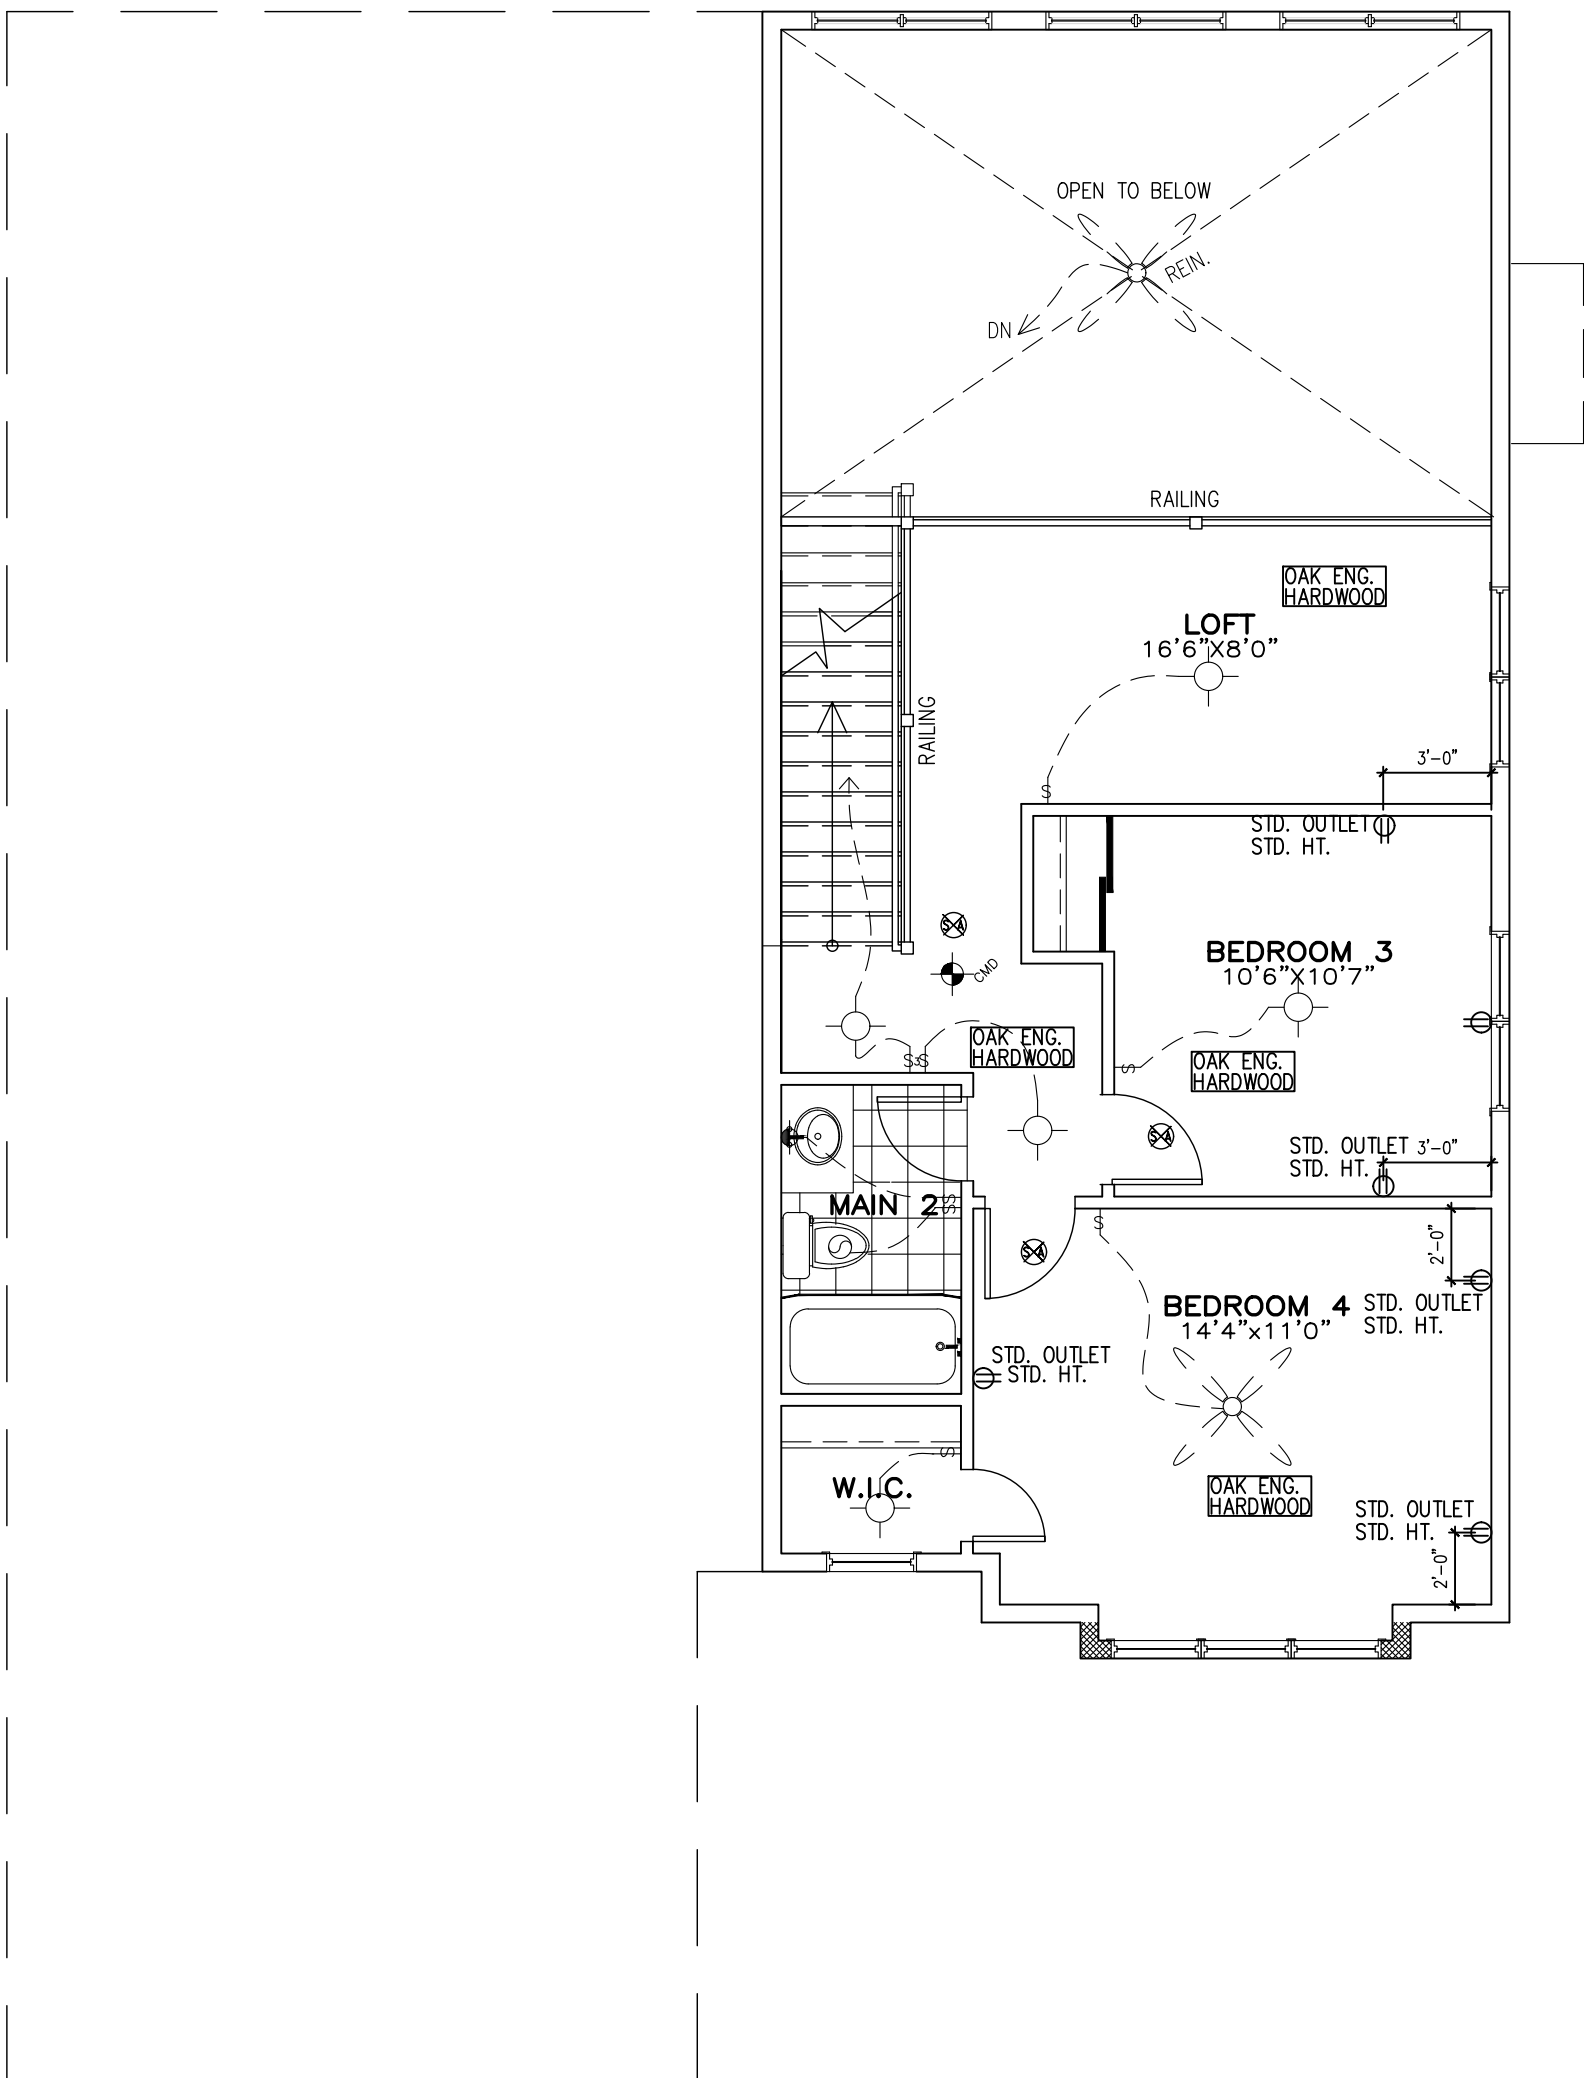 OPEN TO BELOW
REIN.
DN
RAILING
OAK ENG.
HARDWOOD
LOFT
16'6"X8'0"
RAILING
3'-0"
S
STD. OUTLET
STD. HT.
SA
BEDROOM 3
10'6"X10'7"
CMD
OAK ENG.
HARDWOOD
S3S
S
OAK ENG.
HARDWOOD
SA
STD. OUTLET
STD. HT.
3'-0"
MAIN 2
SS
S
2'-0"
SA
BEDROOM 4
14'4"x11'0"
STD. OUTLET
STD. HT.
STD. OUTLET
STD. HT.
S
W.I.C.
OAK ENG.
HARDWOOD
STD. OUTLET
STD. HT.
2'-0"